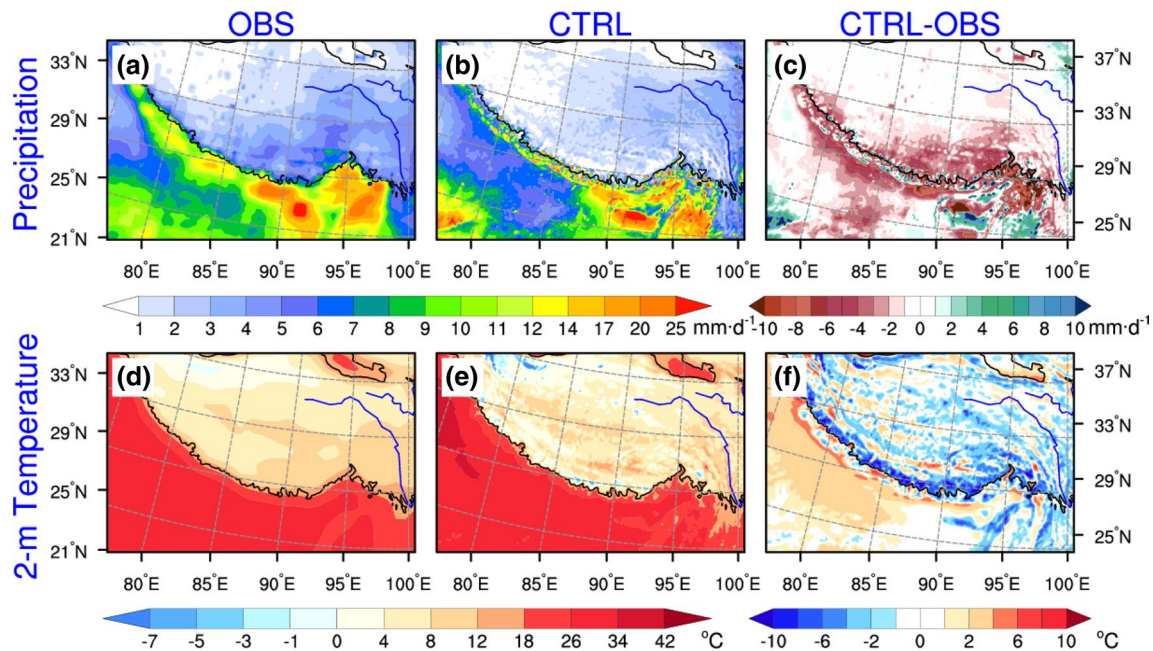 OBS CTRL CTRL-OBS
Precipitation
(a) (b) (c)
33°N 37°N
29°N 33°N
25°N 29°N
21°N 25°N
80°E 85°E 90°E 95°E 100°E 80°E 85°E 90°E 95°E 100°E 80°E 85°E 90°E 95°E 100°E
1 2 3 4 5 6 7 8 9 10 11 12 14 17 20 25 mm·d⁻¹ -10 -8 -6 -4 -2 0 2 4 6 8 10 mm·d⁻¹
2-m Temperature
(d) (e) (f)
33°N 37°N
29°N 33°N
25°N 29°N
21°N 25°N
80°E 85°E 90°E 95°E 100°E 80°E 85°E 90°E 95°E 100°E 80°E 85°E 90°E 95°E 100°E
-7 -5 -3 -1 0 4 8 12 18 26 34 42 °C -10 -6 -2 0 2 6 10 °C